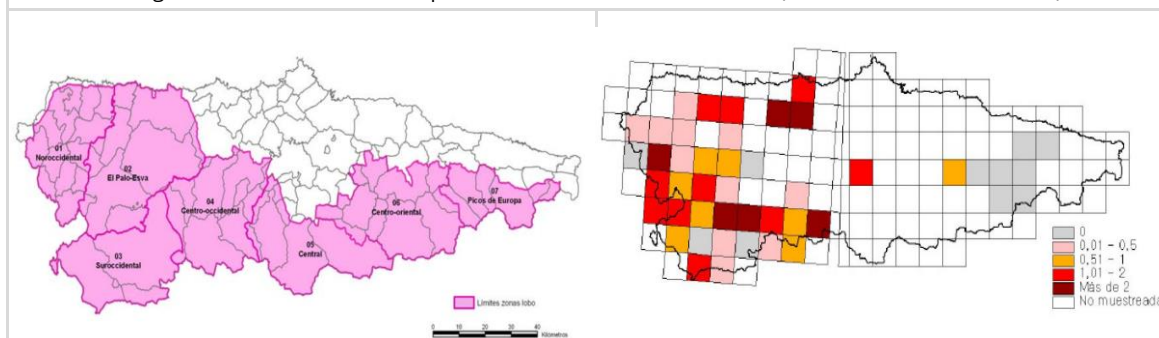 01
Noroccidental
02
El Palo-Esva
03
Suroccidental
04
Centro-occidental
05
Central
06
Centro-oriental
07
Picos de Europa
Límites zonas lobo
0 10 20 30 40
Kilómetros
0
0,01 - 0,5
0,51 - 1
1,01 - 2
Más de 2
No muestreada